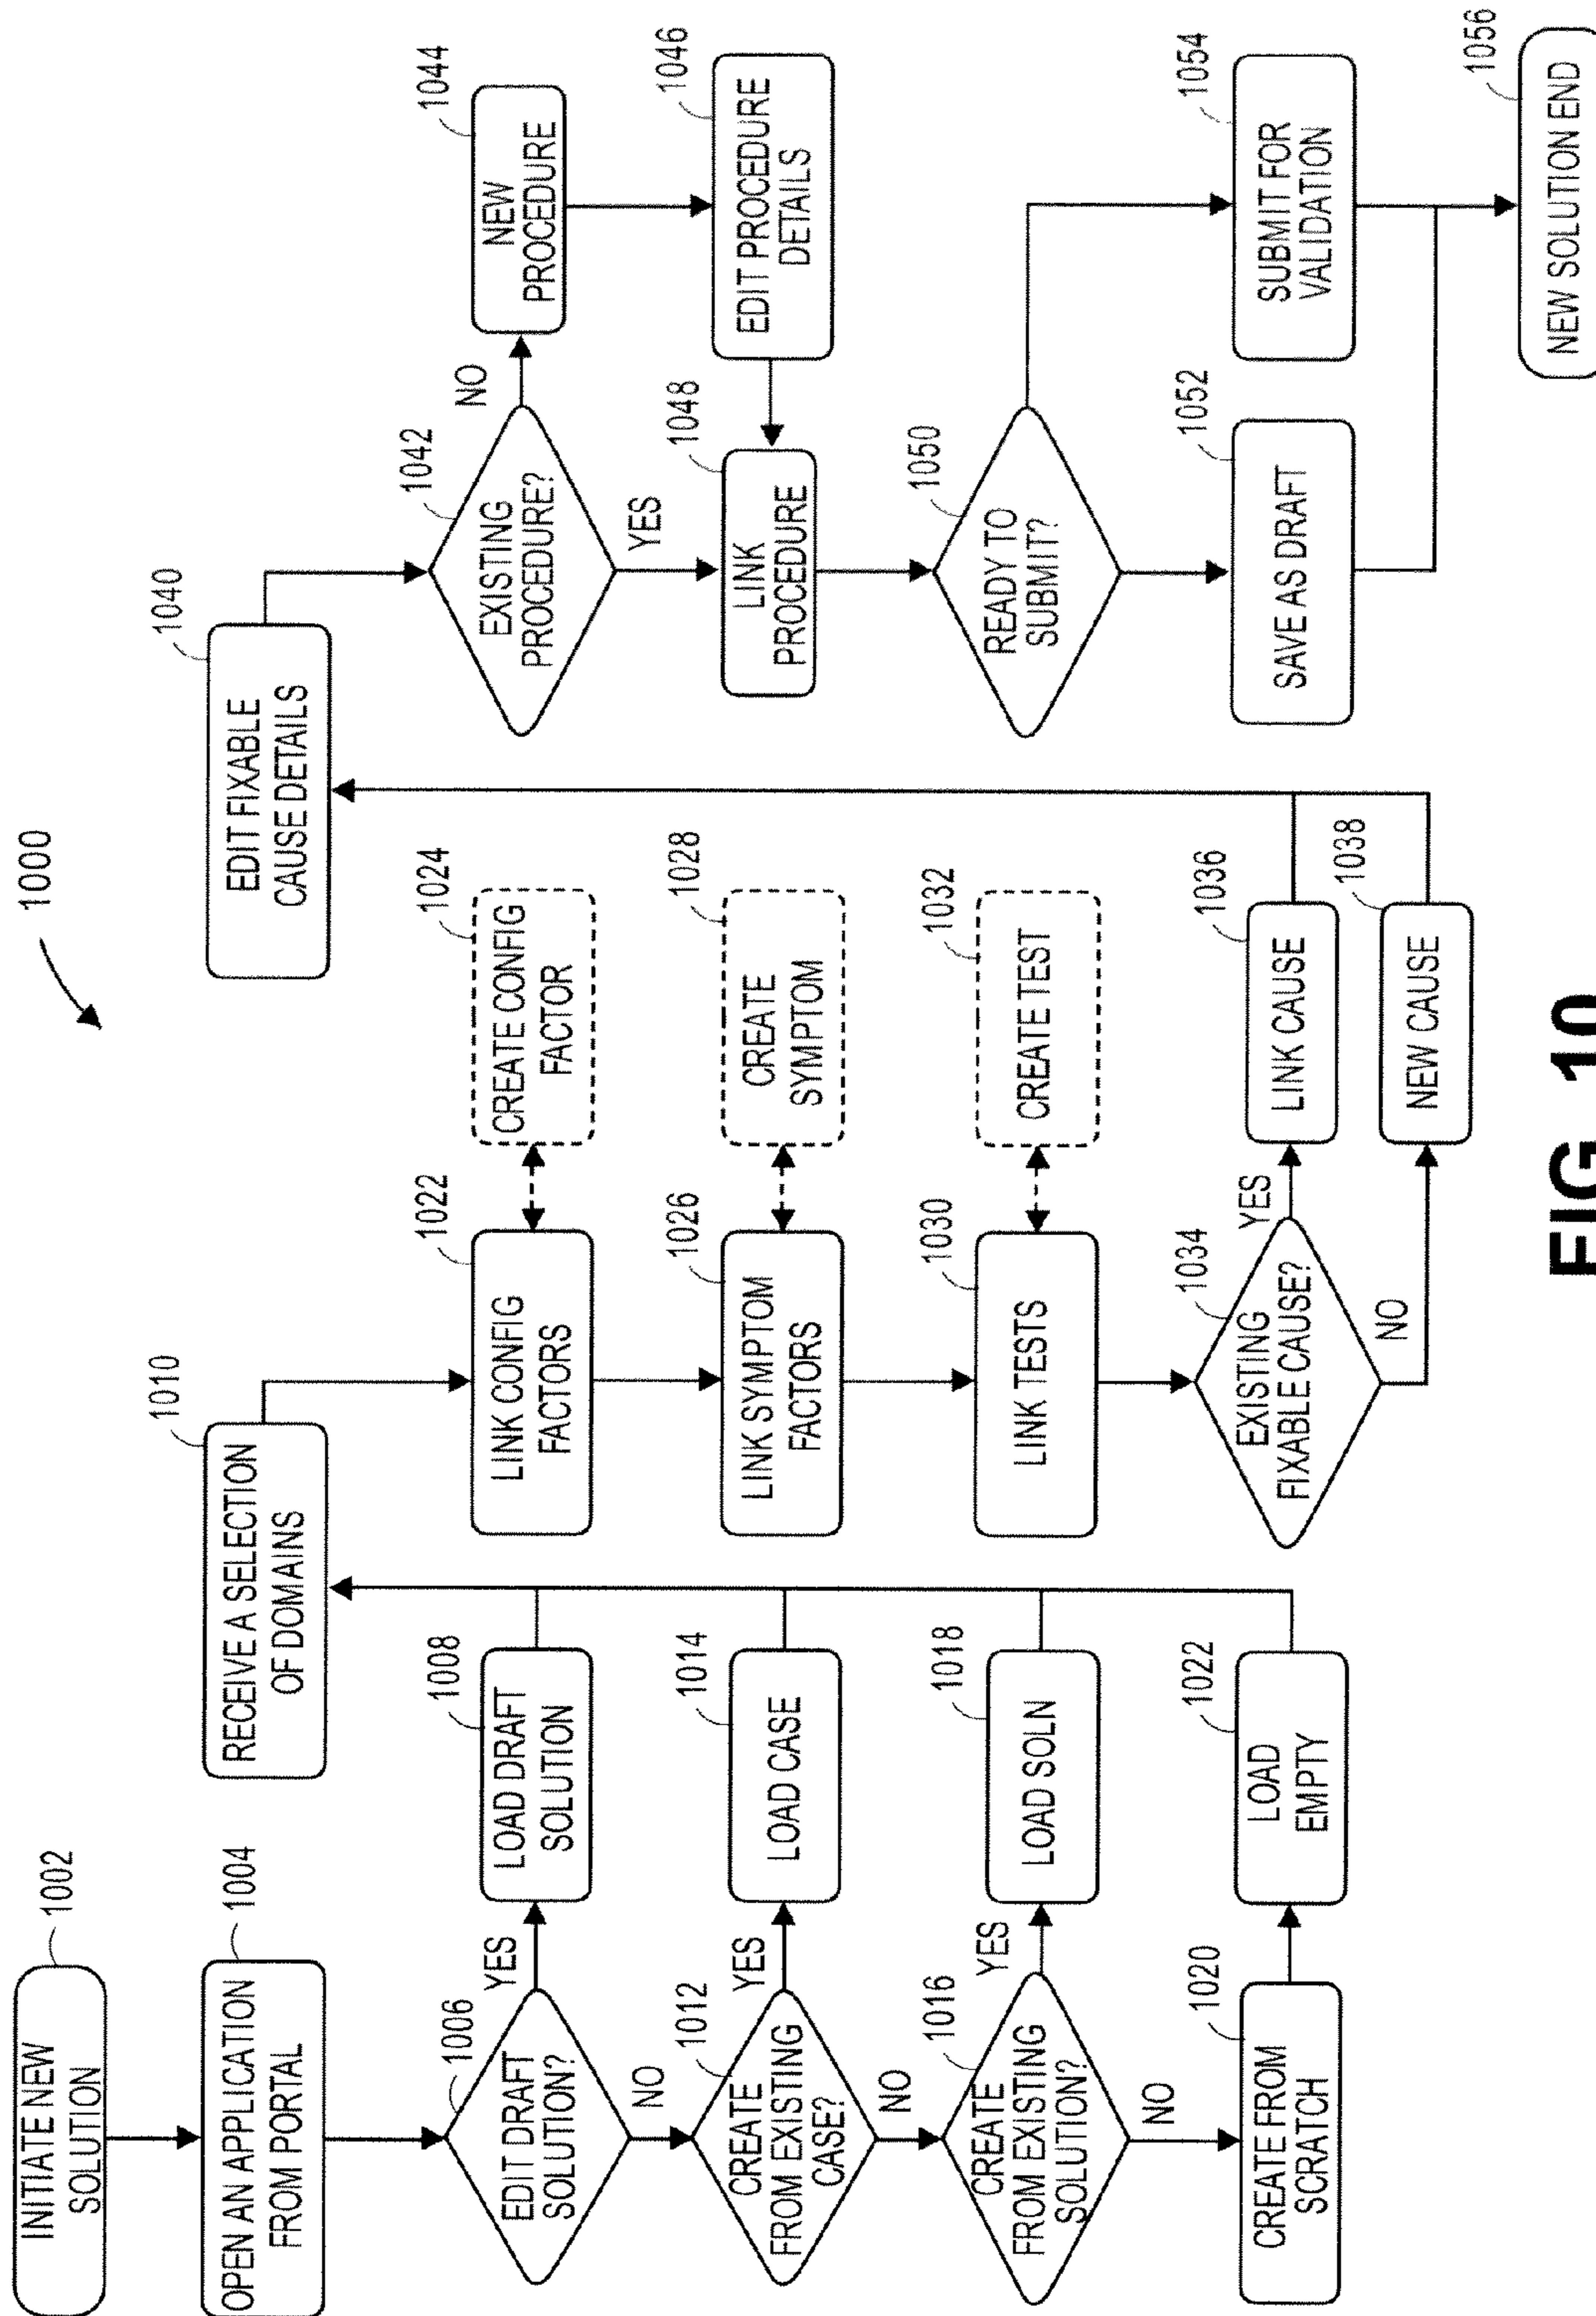 1000
INITIATE NEW
SOLUTION
1002
OPEN AN APPLICATION
FROM PORTAL
1004
EDIT DRAFT
SOLUTION?
1006
YES
NO
LOAD DRAFT
SOLUTION
1008
CREATE
FROM EXISTING
CASE?
1012
YES
NO
LOAD CASE
1014
CREATE
FROM EXISTING
SOLUTION?
1016
YES
NO
LOAD SOLN
1018
CREATE FROM
SCRATCH
1020
LOAD
EMPTY
1022
RECEIVE A SELECTION
OF DOMAINS
1010
LINK CONFIG
FACTORS
1022
CREATE CONFIG
FACTOR
1024
LINK SYMPTOM
FACTORS
1026
CREATE
SYMPTOM
1028
LINK TESTS
1030
CREATE TEST
1032
EXISTING
FIXABLE CAUSE?
1034
YES
NO
LINK CAUSE
1036
NEW CAUSE
1038
EDIT FIXABLE
CAUSE DETAILS
1040
EXISTING
PROCEDURE?
1042
NO
YES
NEW
PROCEDURE
1044
EDIT PROCEDURE
DETAILS
1046
LINK
PROCEDURE
1048
READY TO
SUBMIT?
1050
SAVE AS DRAFT
1052
SUBMIT FOR
VALIDATION
1054
NEW SOLUTION END
1056
FIG. 10